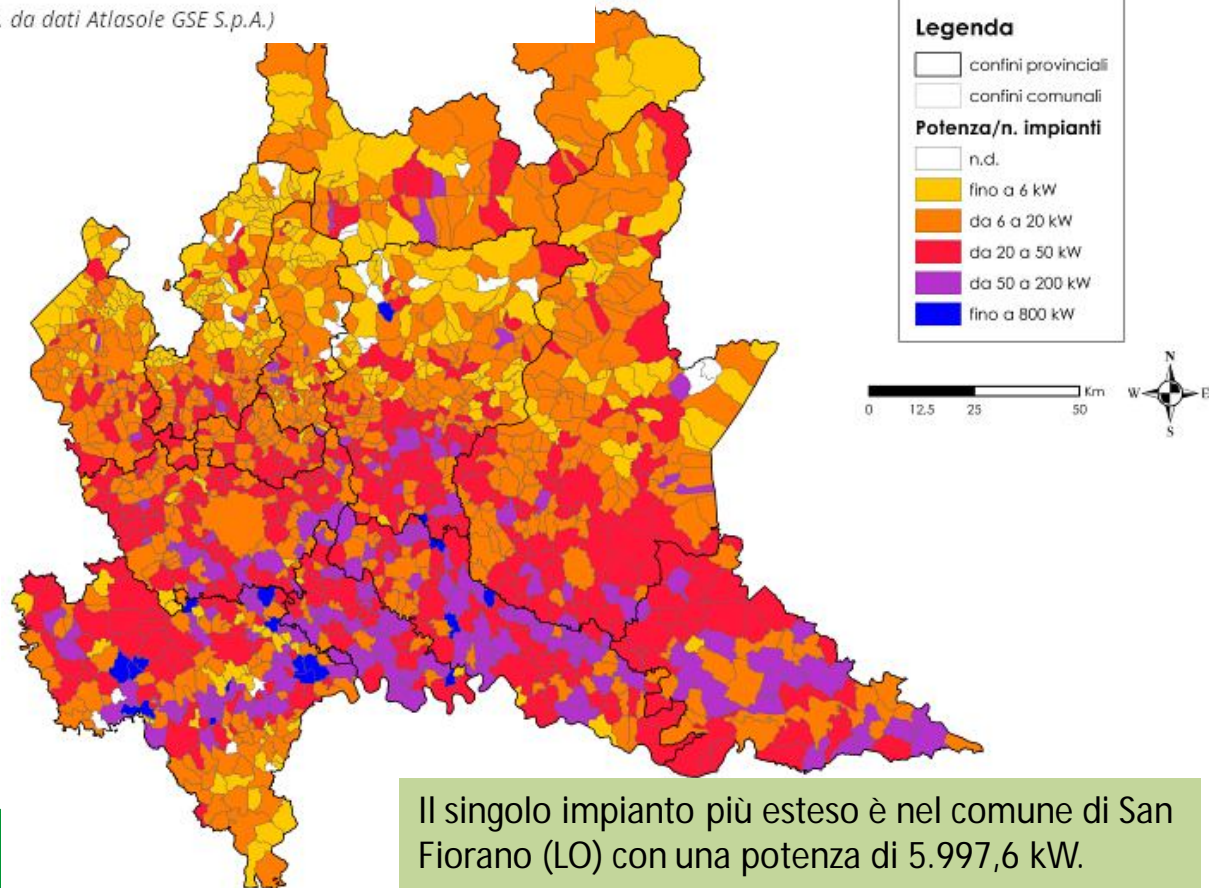 . da dati Atlasole GSE S.p.A.)
Legenda
confini provinciali
confini comunali
Potenza/n. impianti
n.d.
fino a 6 kW
da 6 a 20 kW
da 20 a 50 kW
da 50 a 200 kW
fino a 800 kW
N
W E
S
Km
0 12.5 25 50
Il singolo impianto più esteso è nel comune di San
Fiorano (LO) con una potenza di 5.997,6 kW.